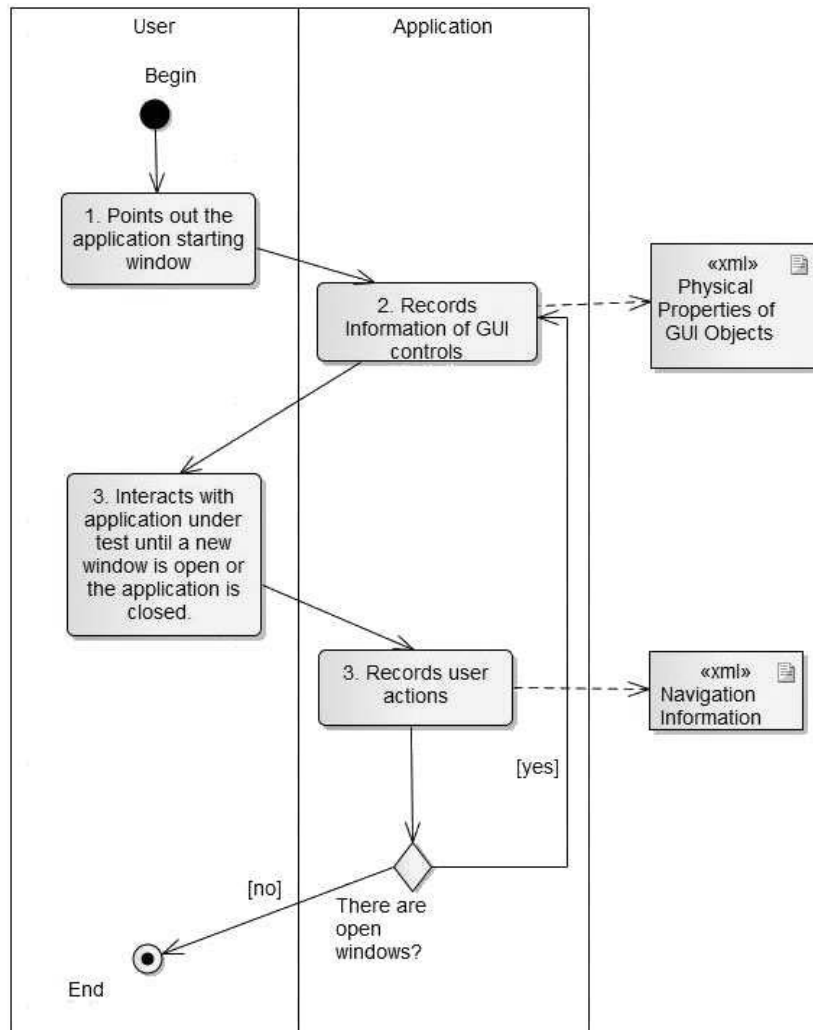 User
Application
Begin
1. Points out the
application starting
window
2. Records
Information of GUI
controls
«xml»
Physical
Properties of
GUI Objects
3. Interacts with
application under
test until a new
window is open or
the application is
closed.
3. Records user
actions
«xml»
Navigation
Information
[yes]
[no]
There are
open
windows?
End